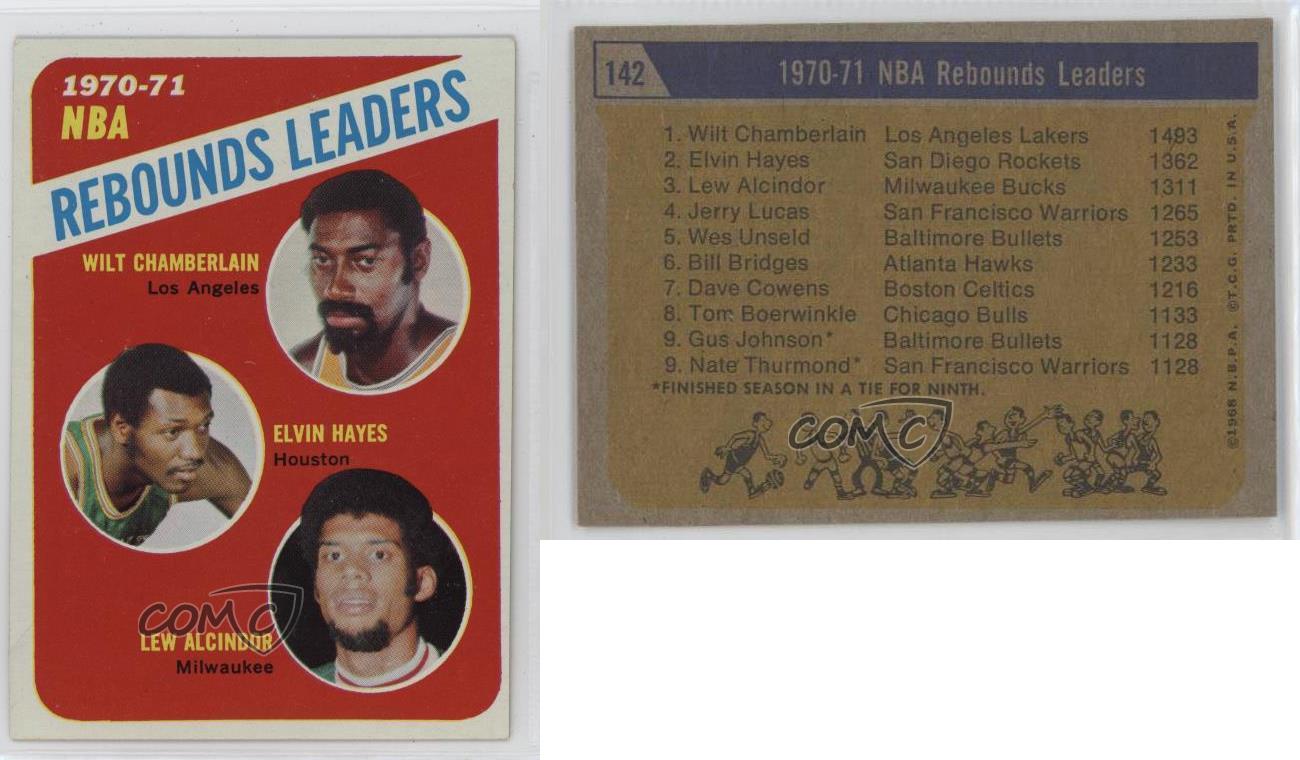 1970-71
NBA
REBOUNDS LEADERS
WILT CHAMBERLAIN
Los Angeles
ELVIN HAYES
Houston
LEW ALCINDOR
Milwaukee
COMC
142
1970-71 NBA Rebounds Leaders
1. Wilt Chamberlain Los Angeles Lakers 1493
2. Elvin Hayes San Diego Rockets 1362
3. Lew Alcindor Milwaukee Bucks 1311
4. Jerry Lucas San Francisco Warriors 1265
5. Wes Unseld Baltimore Bullets 1253
6. Bill Bridges Atlanta Hawks 1233
7. Dave Cowens Boston Celtics 1216
8. Tom Boerwinkle Chicago Bulls 1133
9. Gus Johnson* Baltimore Bullets 1128
9. Nate Thurmond* San Francisco Warriors 1128
*FINISHED SEASON IN A TIE FOR NINTH.
©1968 N.B.P.A. ©T.C.G. PRTD. IN U.S.A.
COMC